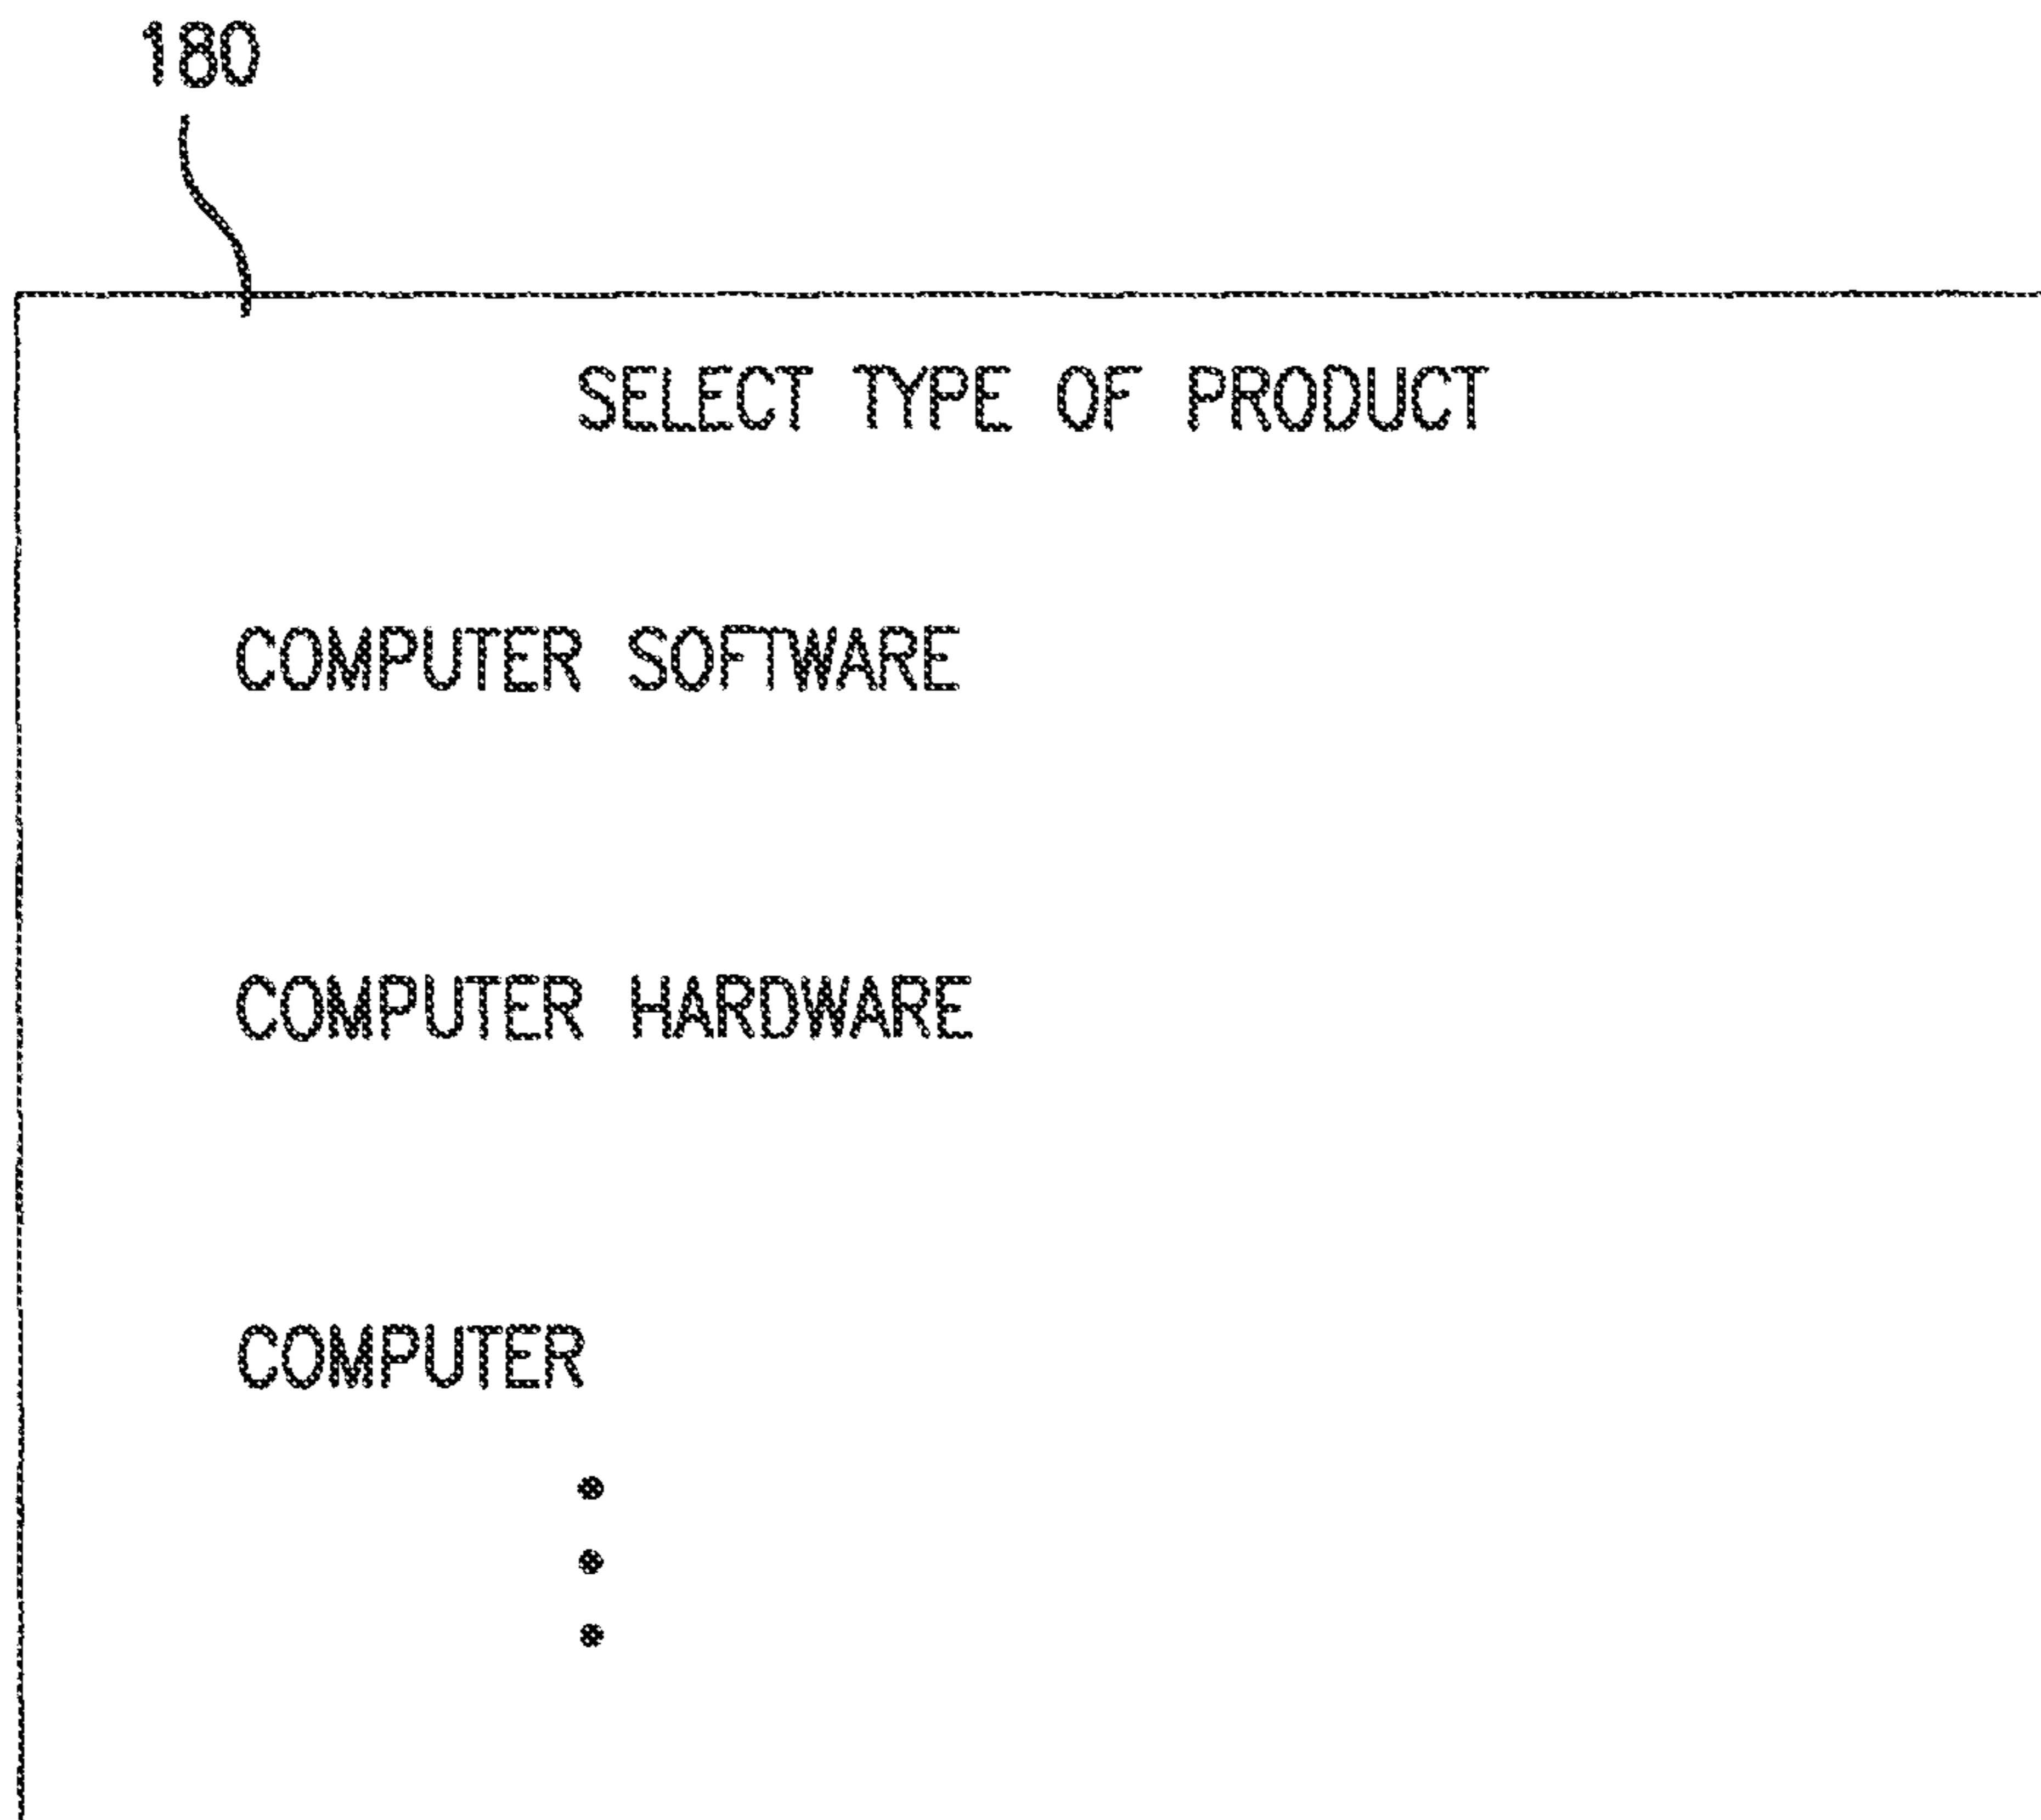 180
SELECT TYPE OF PRODUCT
COMPUTER SOFTWARE
COMPUTER HARDWARE
COMPUTER